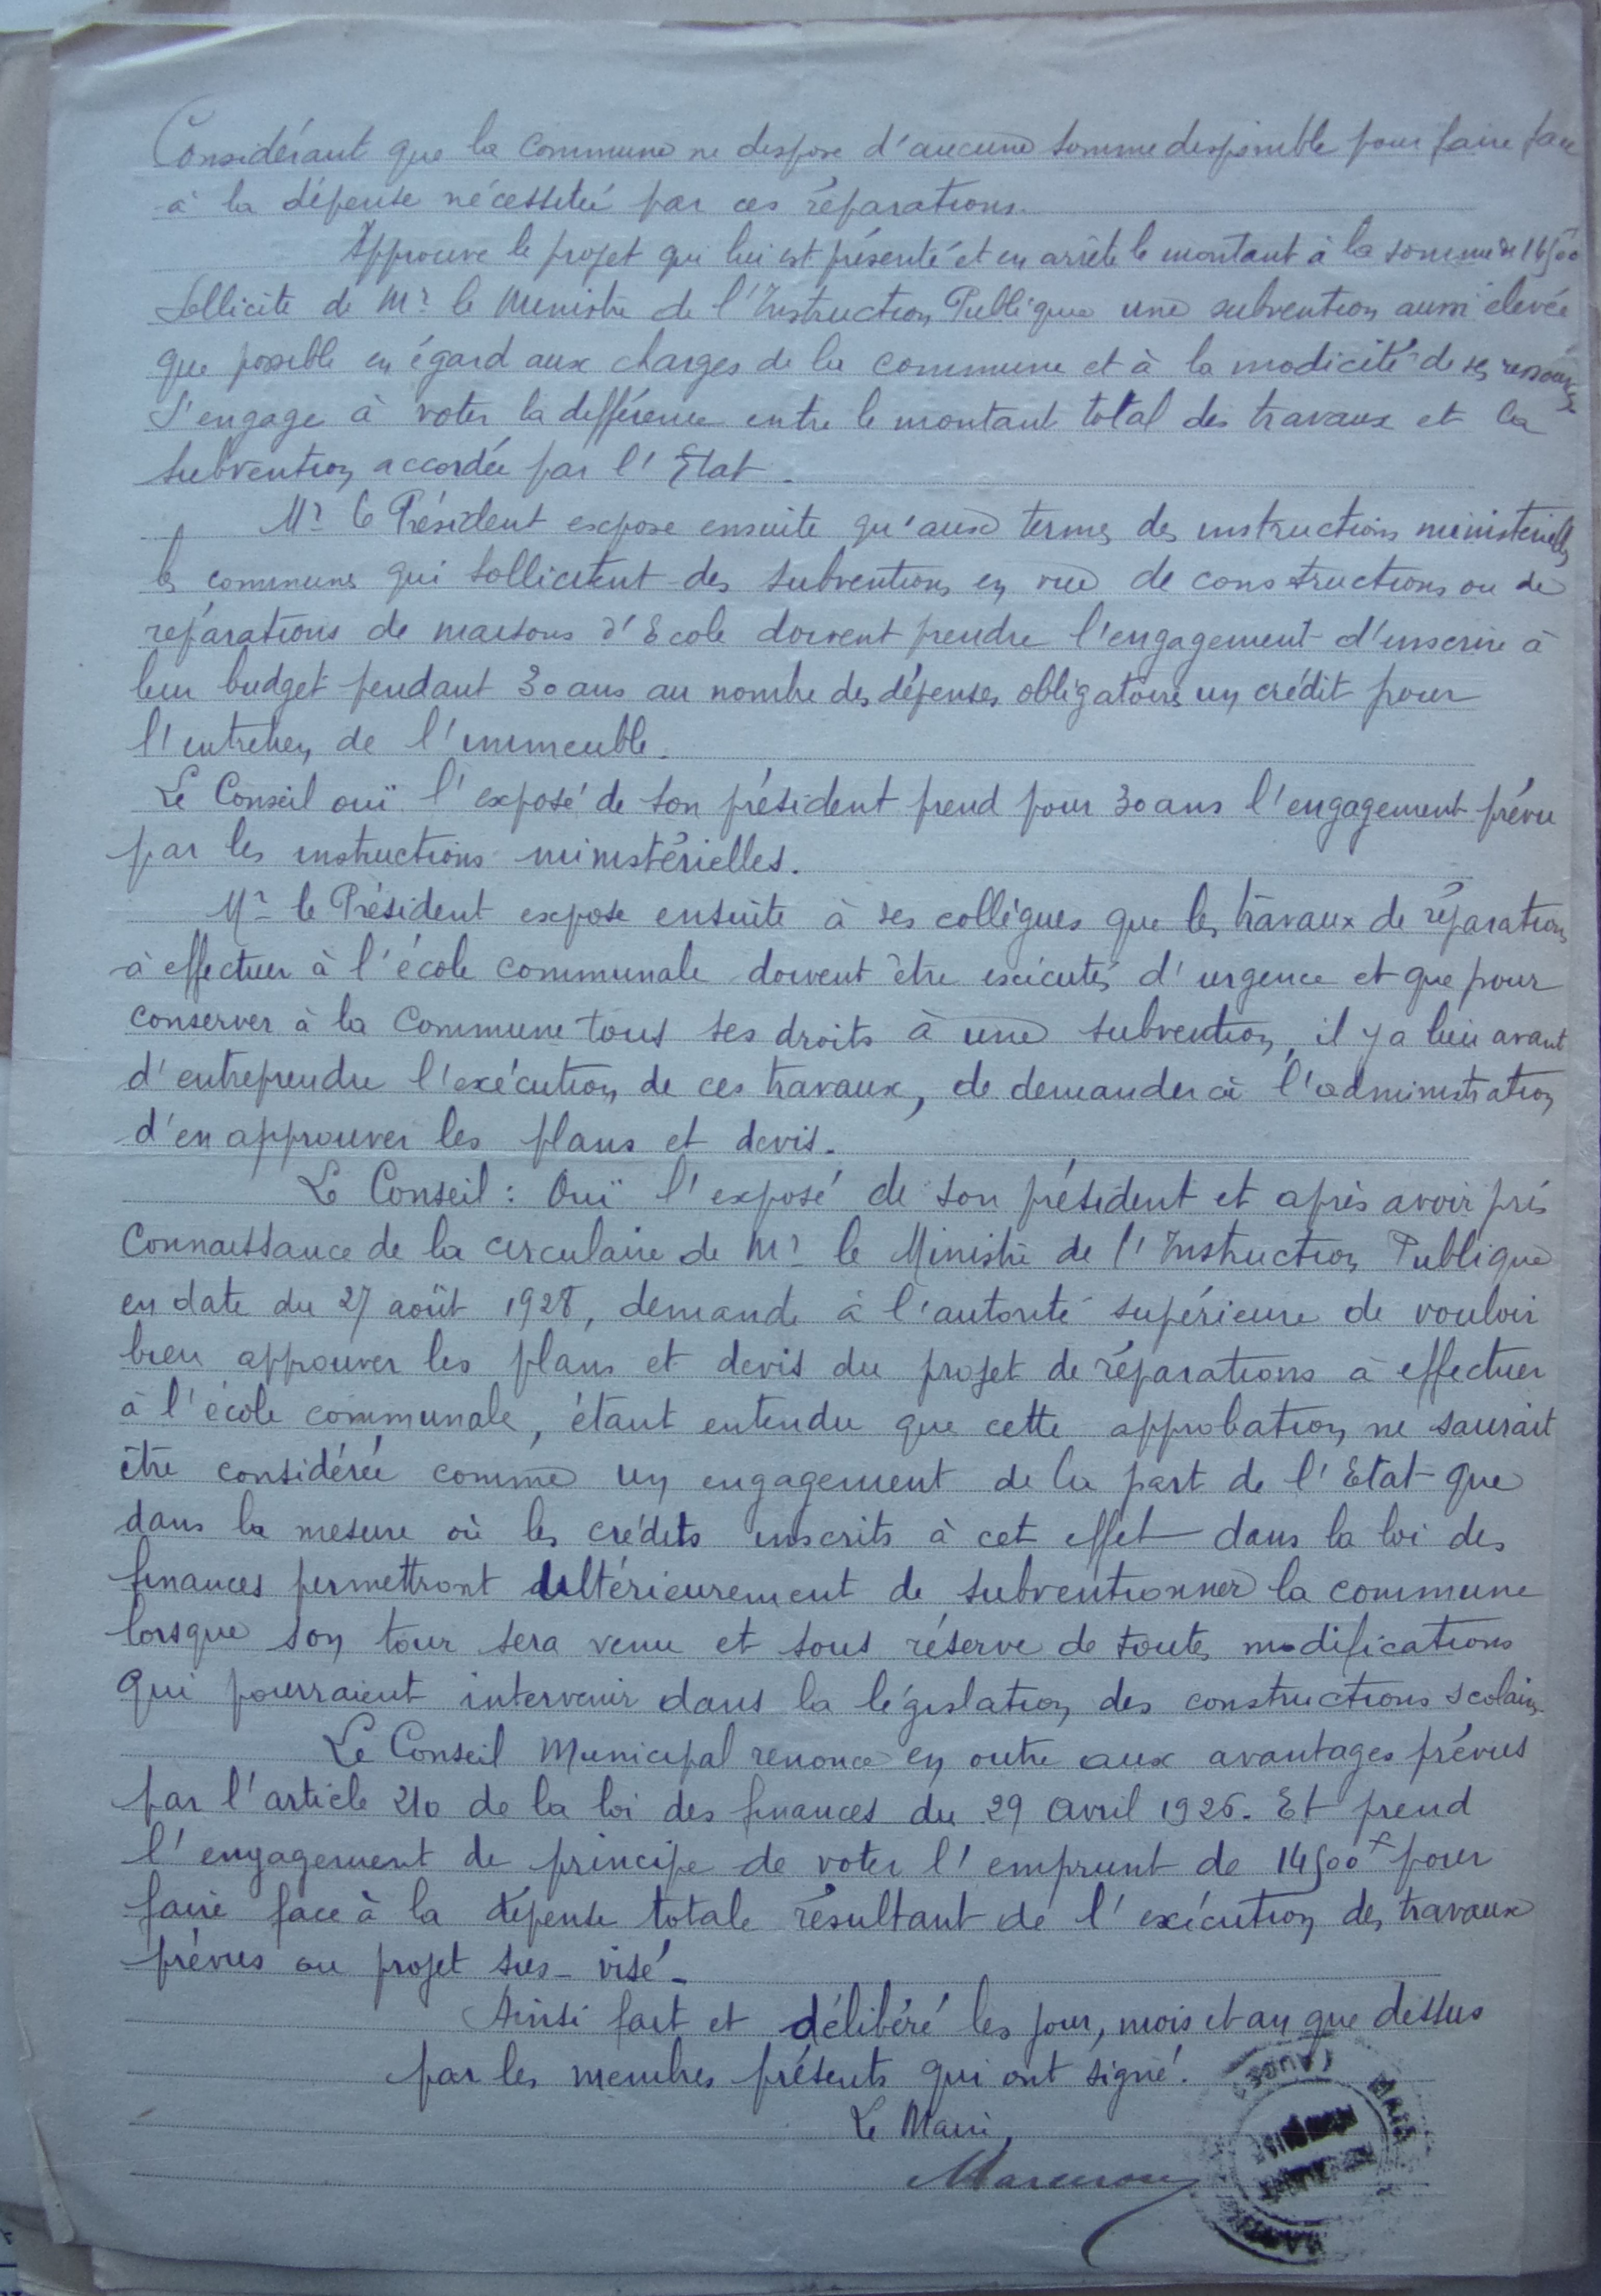 Considérant que la commune ne dispose d'aucune somme disponible pour faire face
à la dépense nécessitée par ces réparations.
Approuve le projet qui lui est présenté et en arrête le montant à la somme de
Sollicite de Mr le Ministre de l'Instruction Publique une subvention aussi élevée
que possible en égard aux charges de la commune et à la modicité de ses ressources
S'engage à voter la différence entre le montant total des travaux et la
subvention accordée par l'Etat.
Mr le Président expose ensuite qu'aux termes des instructions ministérielles
les communes qui sollicitent des subventions en vue de constructions ou de
réparations de maisons d'Ecole doivent prendre l'engagement d'inscrire à
leur budget pendant 30 ans au nombre des dépenses obligatoires un crédit pour
l'entretien de l'immeuble.
Le Conseil ouï l'exposé de son président prend pour 30 ans l'engagement prévu
par les instructions ministérielles.
Mr le Président expose ensuite à ses collègues que les travaux de réparations
à effectuer à l'école communale doivent être exécutés d'urgence et que pour
conserver à la Commune tous ses droits à une subvention, il y a lieu avant
d'entreprendre l'exécution de ces travaux, de demander à l'administration
d'en approuver les plans et devis.
Le Conseil : Ouï l'exposé de son président et après avoir pris
Connaissance de la circulaire de Mr le Ministre de l'Instruction Publique
en date du 27 août 1928, demande à l'autorité supérieure de vouloir
bien approuver les plans et devis du projet de réparations à effectuer
à l'école communale, étant entendu que cette approbation ne saurait
être considérée comme un engagement de la part de l'Etat que
dans la mesure où les crédits inscrits à cet effet dans la loi des
finances permettront ultérieurement de subventionner la commune
lorsque son tour sera venu et sous réserve de toutes modifications
qui pourraient intervenir dans la législation des constructions scolaires.
Le Conseil Municipal renonce en outre aux avantages prévus
par l'article 210 de la loi des finances du 29 Avril 1926. Et prend
l'engagement de principe de voter l'emprunt de 14500 f pour
faire face à la dépense totale résultant de l'exécution des travaux
prévus au projet sus-visé.
Ainsi fait et délibéré les jour, mois et an que dessus
par les membres présents qui ont signé.
Le Maire,